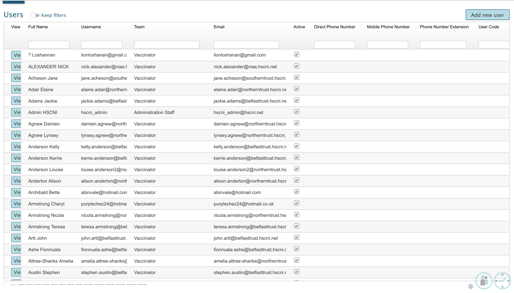 Users Keep filters Add new user
View Full Name Username Team Email Active Direct Phone Number Mobile Phone Number Phone Number Extension User Code
Vie ? Loshannan lionloshanan@gmail.c Vaccinator lionloshanan@gmail.com
Vie ALEXANDER NICK nick.alexander@nias.h Vaccinator nick.alexander@nias.hscni.net
Vie Acheson Jane jane.acheson@southe Vaccinator jane.acheson@southerntrust.hscni.
Vie Adair Elaine elaine.adair@northern Vaccinator elaine.adair@northerntrust.hscni.ne
Vie Adams Jackie jackie.adams@belfast Vaccinator jackie.adams@belfasttrust.hscni.ne
Vie Admin HSCNI hscni_admin Administration Staff hscni_admin@hscni.net
Vie Agnew Damien damien.agnew@north Vaccinator damien.agnew@northerntrust.hscni
Vie Agnew Lynsey lynsey.agnew@northe Vaccinator lynsey.agnew@northerntrust.hscni.
Vie Anderson Kelly kelly.anderson@belfa Vaccinator kelly.anderson@belfasttrust.hscni.n
Vie Anderson Kerrie kerrie.anderson@belf Vaccinator kerrie.anderson@belfasttrust.hscni.
Vie Anderson Louise louise.anderson2@no Vaccinator louise.anderson2@northerntrust.hsc
Vie Anderton Alison alison.anderton@north Vaccinator alison.anderton@northerntrust.hscn
Vie Archibald Bette abinvale@hotmail.com Vaccinator abinvale@hotmail.com
Vie Armstrong Cheryl purplechez24@hotma Vaccinator purplechez24@hotmail.co.uk
Vie Armstrong Nicola nicola.armstrong@nor Vaccinator nicola.armstrong@northerntrust.hsc
Vie Armstrong Teresa teresa.armstrong@bel Vaccinator teresa.armstrong@belfasttrust.hscni
Vie Artt John john.artt@belfasttrust. Vaccinator john.artt@belfasttrust.hscni.net
Vie Ashe Fionnuala fionnuala.ashe@belfa Vaccinator fionnuala.ashe@belfasttrust.hscni.n
Vie Attree-Shanks Amelia amelia.attree-shanks@ Vaccinator amelia.attree-shanks@northerntrus
Vie Austin Stephen stephen.austin@belfa Vaccinator stephen.austin@belfasttrust.hscni.r